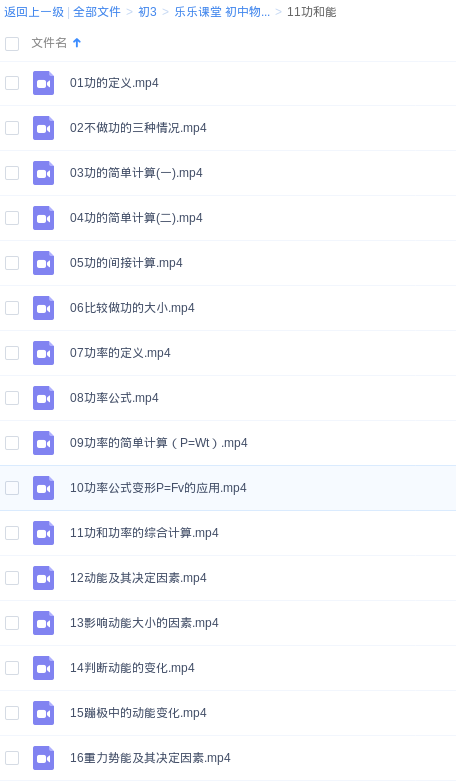 返回上一级 | 全部文件 > 初3 > 乐乐课堂 初中物... > 11功和能
文件名
01功的定义.mp4
02不做功的三种情况.mp4
03功的简单计算(一).mp4
04功的简单计算(二).mp4
05功的间接计算.mp4
06比较做功的大小.mp4
07功率的定义.mp4
08功率公式.mp4
09功率的简单计算（P=Wt）.mp4
10功率公式变形P=Fv的应用.mp4
11功和功率的综合计算.mp4
12动能及其决定因素.mp4
13影响动能大小的因素.mp4
14判断动能的变化.mp4
15蹦极中的动能变化.mp4
16重力势能及其决定因素.mp4